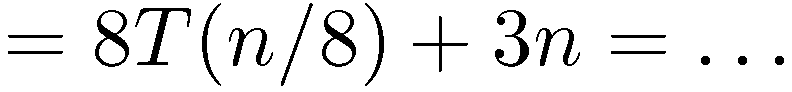 = 8T(n/8) + 3n = ...